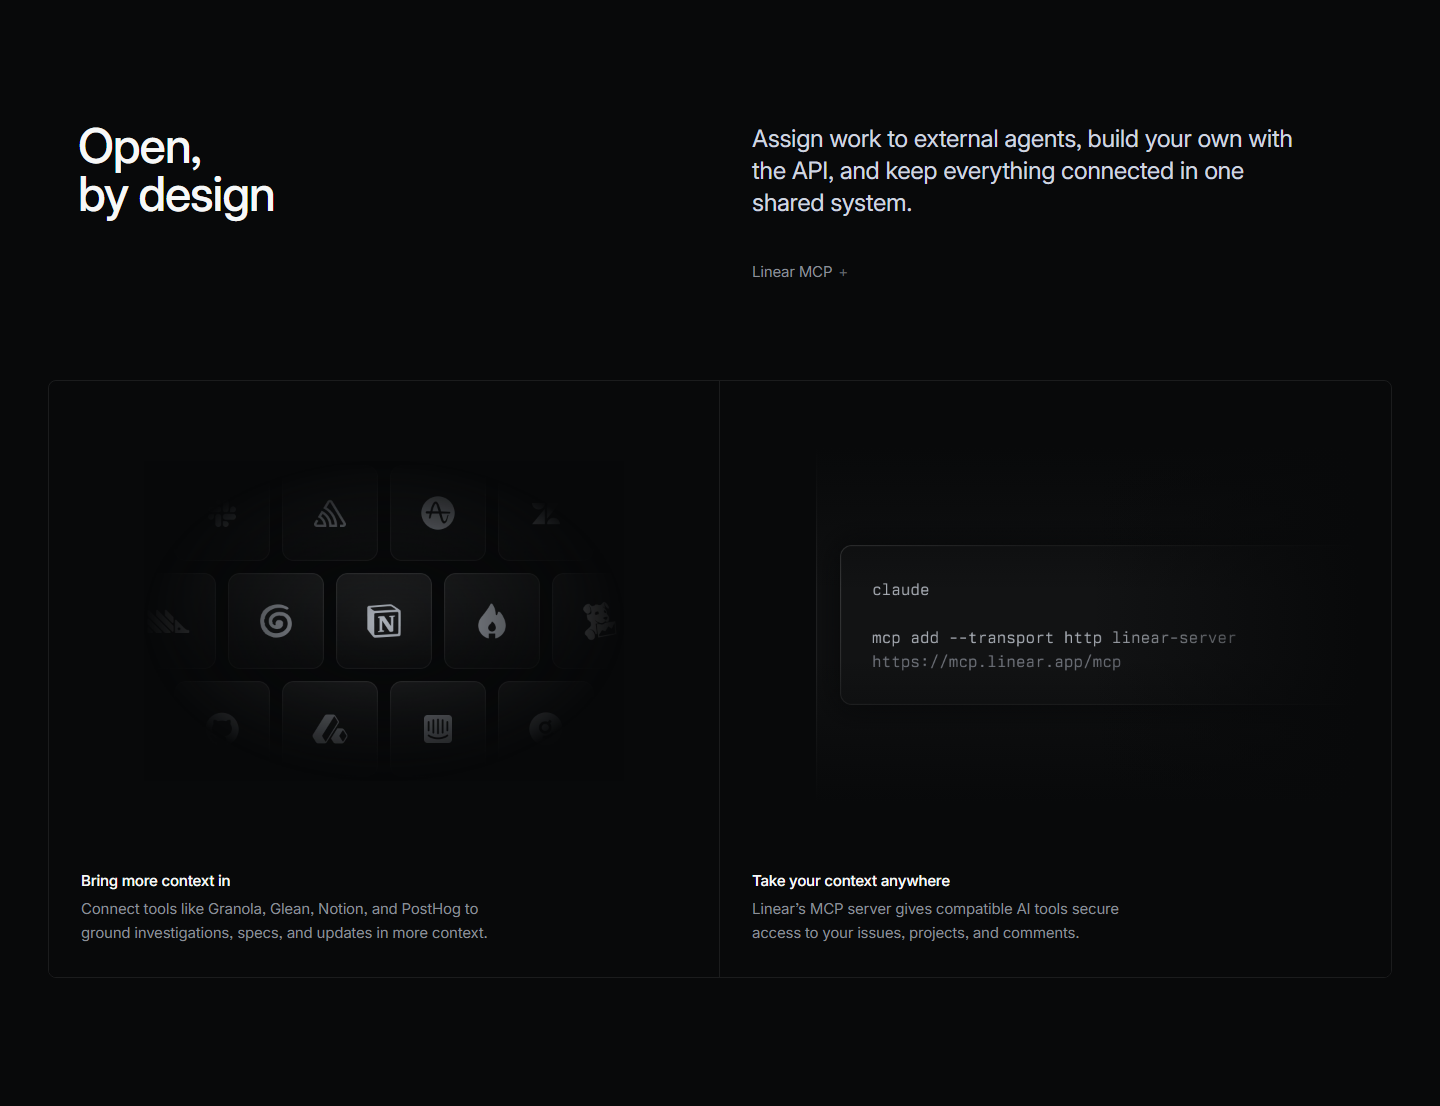 Open,
by design
Assign work to external agents, build your own with
the API, and keep everything connected in one
shared system.
Linear MCP +
N
claude
mcp add --transport http linear-server
https://mcp.linear.app/mcp
Bring more context in
Connect tools like Granola, Glean, Notion, and PostHog to
ground investigations, specs, and updates in more context.
Take your context anywhere
Linear’s MCP server gives compatible AI tools secure
access to your issues, projects, and comments.